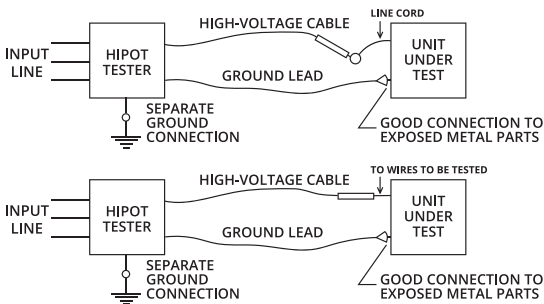 HIGH-VOLTAGE CABLE
LINE CORD
INPUT
LINE
HIPOT
TESTER
GROUND LEAD
UNIT
UNDER
TEST
SEPARATE
GROUND
CONNECTION
GOOD CONNECTION TO
EXPOSED METAL PARTS
HIGH-VOLTAGE CABLE
TO WIRES TO BE TESTED
INPUT
LINE
HIPOT
TESTER
GROUND LEAD
UNIT
UNDER
TEST
SEPARATE
GROUND
CONNECTION
GOOD CONNECTION TO
EXPOSED METAL PARTS